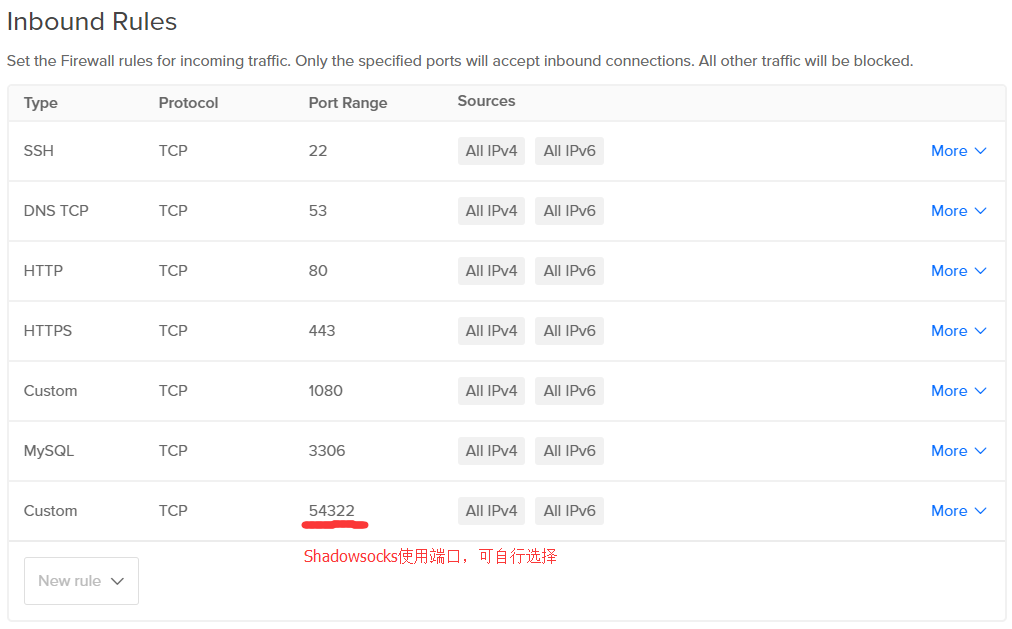 Inbound Rules
Set the Firewall rules for incoming traffic. Only the specified ports will accept inbound connections. All other traffic will be blocked.
Type Protocol Port Range Sources
SSH TCP 22 All IPv4 All IPv6 More
DNS TCP TCP 53 All IPv4 All IPv6 More
HTTP TCP 80 All IPv4 All IPv6 More
HTTPS TCP 443 All IPv4 All IPv6 More
Custom TCP 1080 All IPv4 All IPv6 More
MySQL TCP 3306 All IPv4 All IPv6 More
Custom TCP 54322 All IPv4 All IPv6 More
Shadowsocks使用端口，可自行选择
New rule